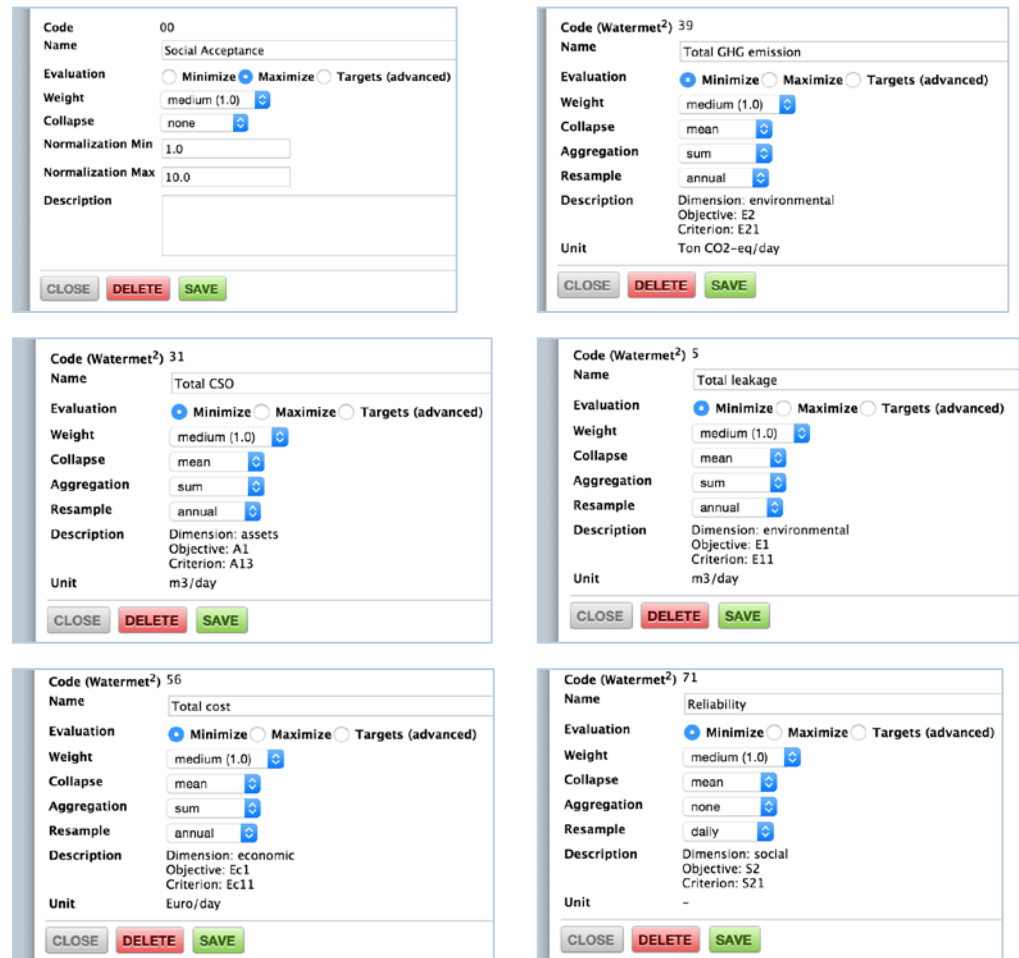 Code 00
Name Social Acceptance
Evaluation Minimize Maximize Targets (advanced)
Weight medium (1.0)
Collapse none
Normalization Min 1.0
Normalization Max 10.0
Description
CLOSE DELETE SAVE
Code (Watermet²) 39
Name Total GHG emission
Evaluation Minimize Maximize Targets (advanced)
Weight medium (1.0)
Collapse mean
Aggregation sum
Resample annual
Description Dimension: environmental
Objective: E2
Criterion: E21
Unit Ton CO2-eq/day
CLOSE DELETE SAVE
Code (Watermet²) 31
Name Total CSO
Evaluation Minimize Maximize Targets (advanced)
Weight medium (1.0)
Collapse mean
Aggregation sum
Resample annual
Description Dimension: assets
Objective: A1
Criterion: A13
Unit m3/day
CLOSE DELETE SAVE
Code (Watermet²) 5
Name Total leakage
Evaluation Minimize Maximize Targets (advanced)
Weight medium (1.0)
Collapse mean
Aggregation sum
Resample annual
Description Dimension: environmental
Objective: E1
Criterion: E11
Unit m3/day
CLOSE DELETE SAVE
Code (Watermet²) 56
Name Total cost
Evaluation Minimize Maximize Targets (advanced)
Weight medium (1.0)
Collapse mean
Aggregation sum
Resample annual
Description Dimension: economic
Objective: Ec1
Criterion: Ec11
Unit Euro/day
CLOSE DELETE SAVE
Code (Watermet²) 71
Name Reliability
Evaluation Minimize Maximize Targets (advanced)
Weight medium (1.0)
Collapse mean
Aggregation none
Resample daily
Description Dimension: social
Objective: S2
Criterion: S21
Unit -
CLOSE DELETE SAVE